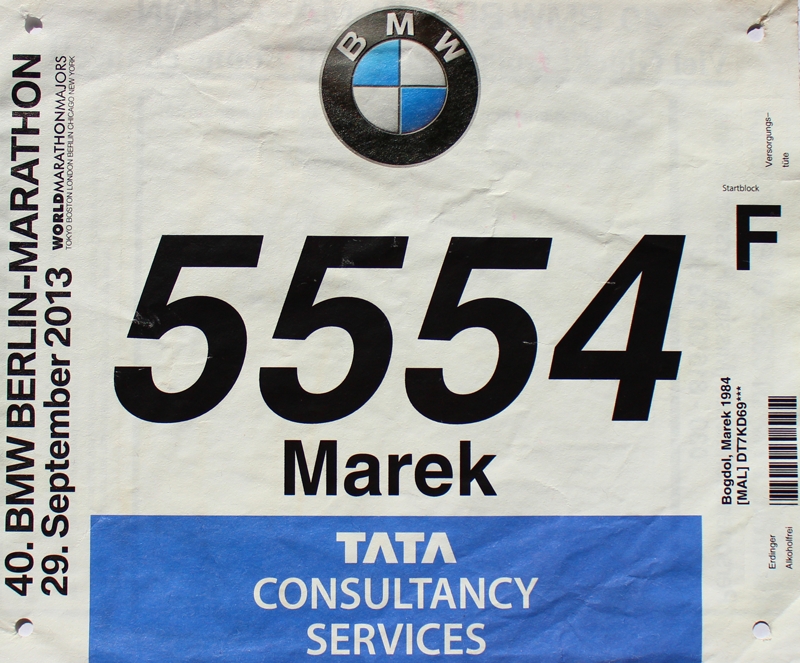 40. BMW BERLIN-MARATHON
29. September 2013
WORLDMARATHONMAJORS
TOKYO BOSTON LONDON BERLIN CHICAGO NEW YORK
BMW
5554
Marek
TATA
CONSULTANCY
SERVICES
Versorgungs-
tüte
Startblock
F
Bogdol, Marek 1984
[MAL] DT7KD69***
Erdinger
Alkoholfrei